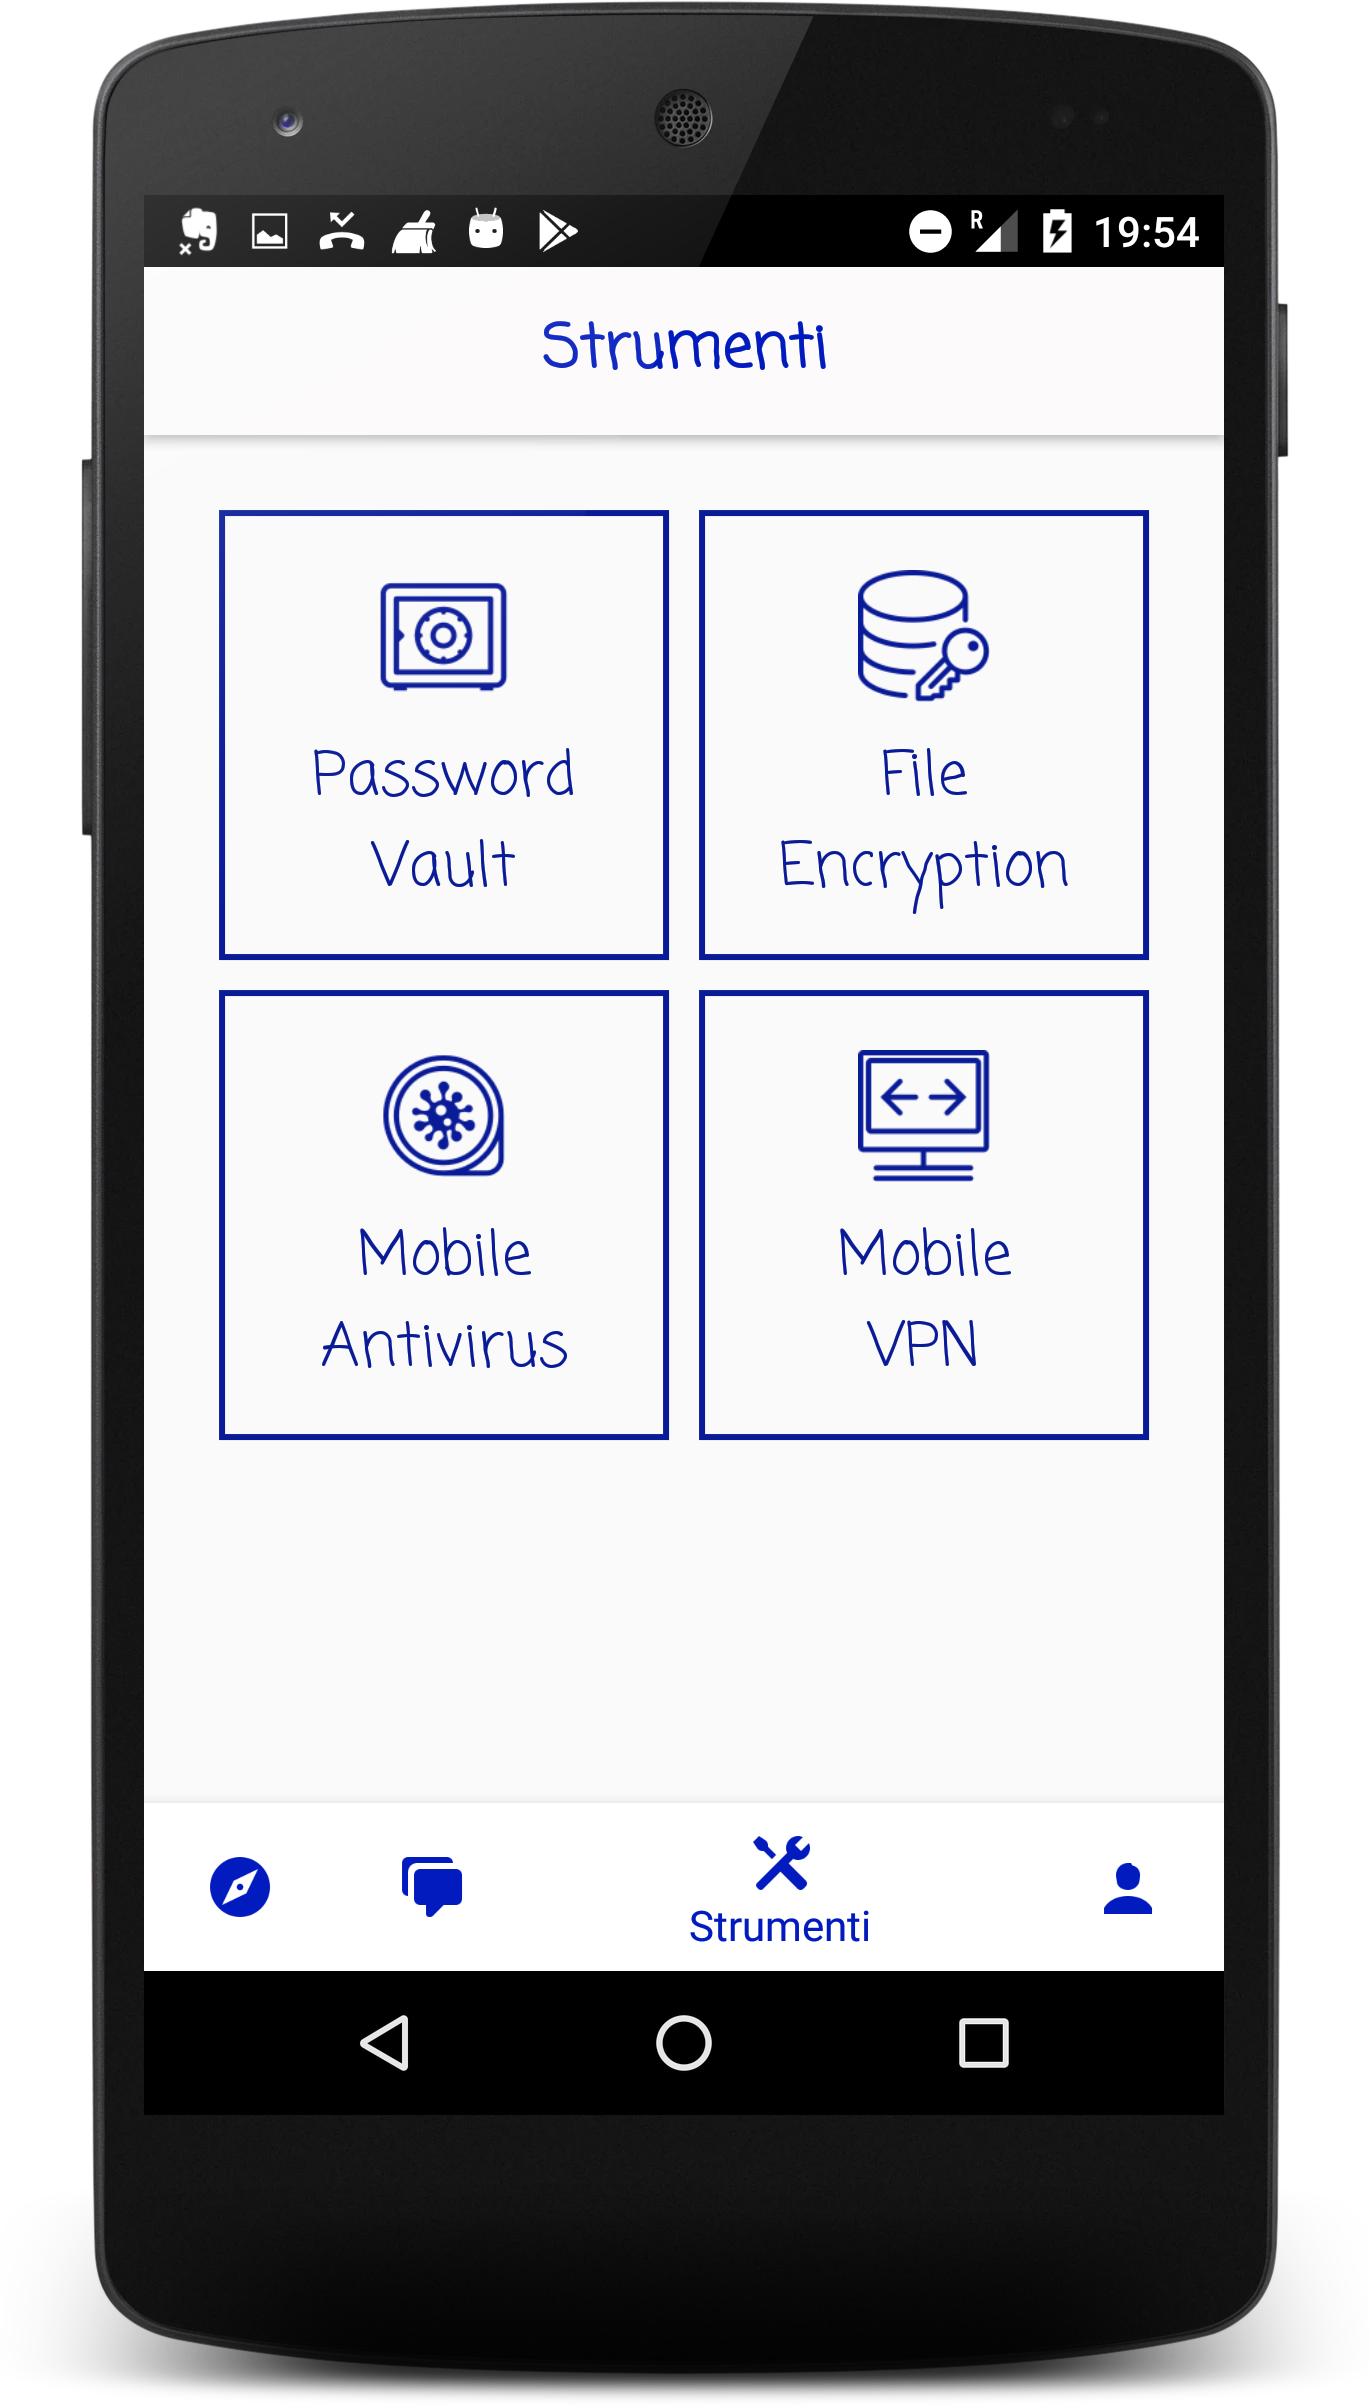 R 19:54
Strumenti
Password
Vault
File
Encryption
Mobile
Antivirus
Mobile
VPN
Strumenti